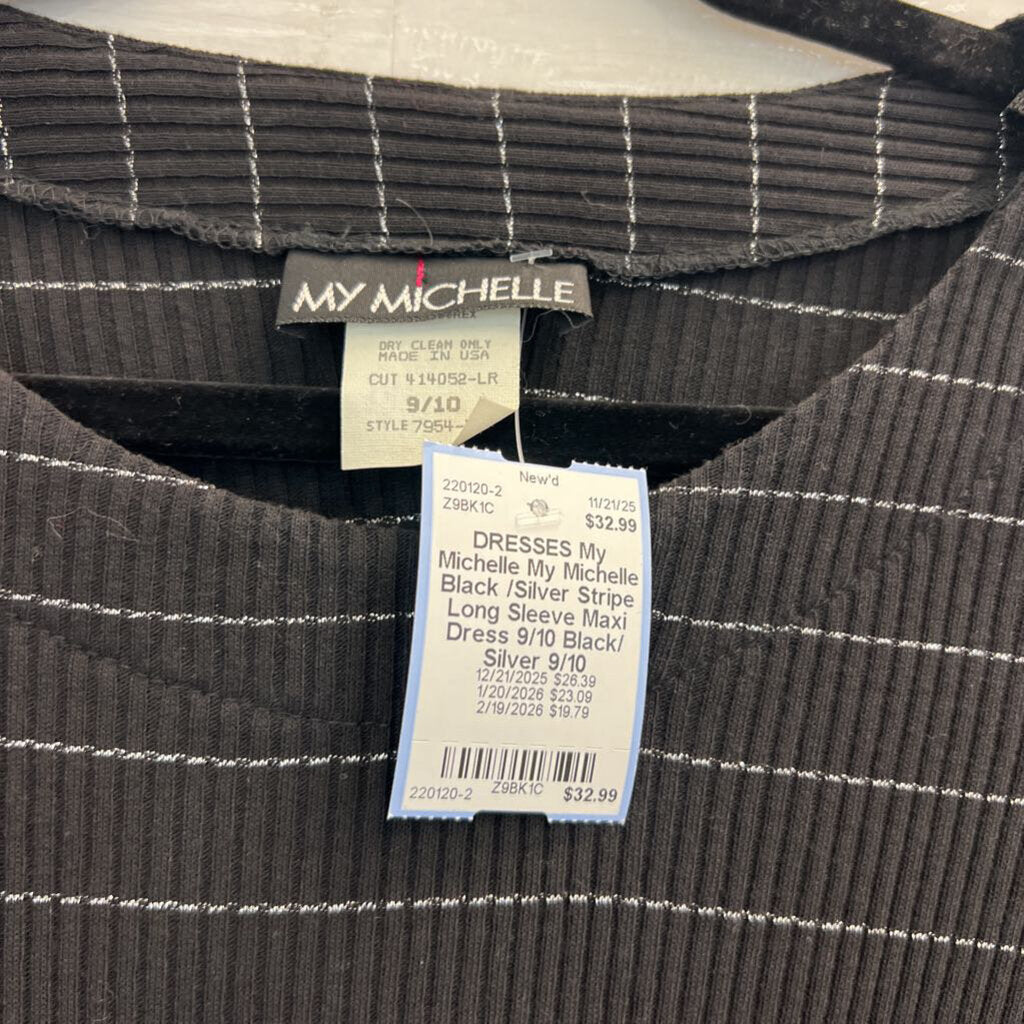 MY MICHELLE
DRY CLEAN ONLY
MADE IN USA
CUT 414052-LR
9/10
STYLE 7954-
New'd
220120-2
Z9BK1C
11/21/25
$32.99
DRESSES My
Michelle My Michelle
Black /Silver Stripe
Long Sleeve Maxi
Dress 9/10 Black/
Silver 9/10
12/21/2025 $26.39
1/20/2026 $23.09
2/19/2026 $19.79
220120-2 Z9BK1C $32.99